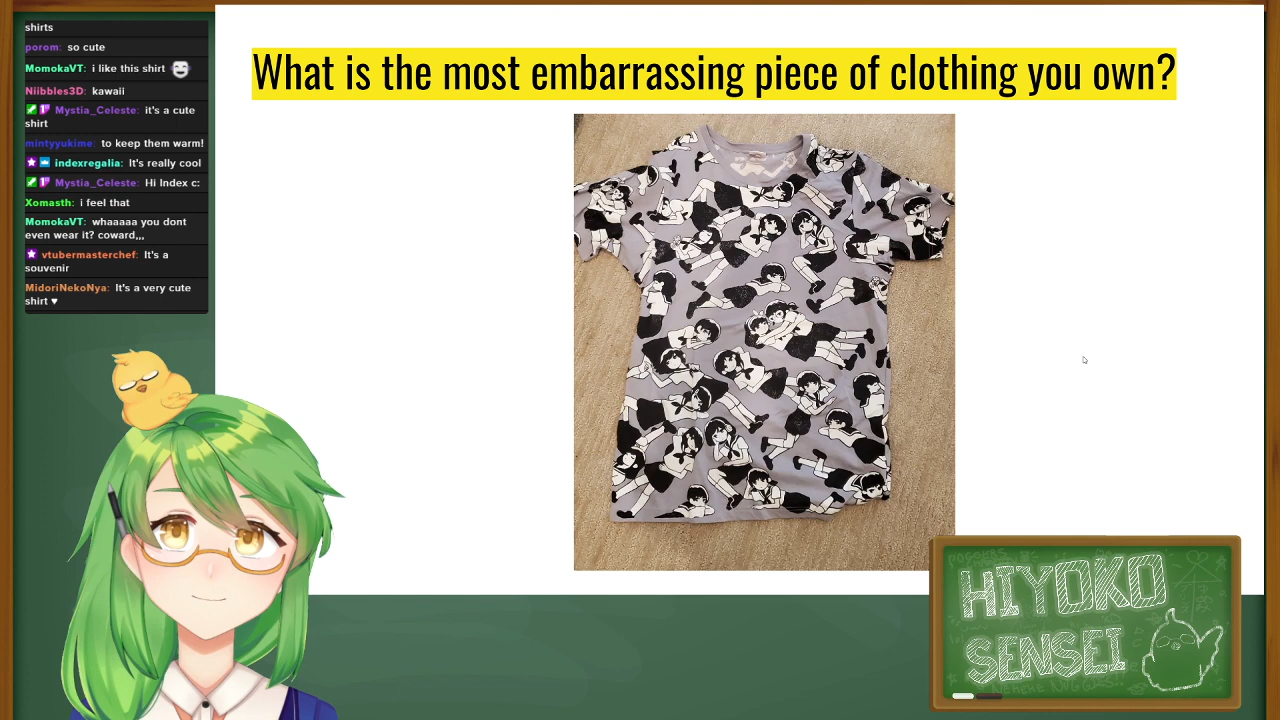 shirts
porom: so cute
MomokaVT: i like this shirt
Niibbles3D: kawaii
Mystia_Celeste: it's a cute
shirt
mintyyukime: to keep them warm!
indexregalia: It's really cool
Mystia_Celeste: Hi Index c:
Xomasth: i feel that
MomokaVT: whaaaaa you dont
even wear it? coward,,,
vtubermasterchef: It's a
souvenir
MidoriNekoNya: It's a very cute
shirt ♥
What is the most embarrassing piece of clothing you own?
HIYOKO
SENSEI